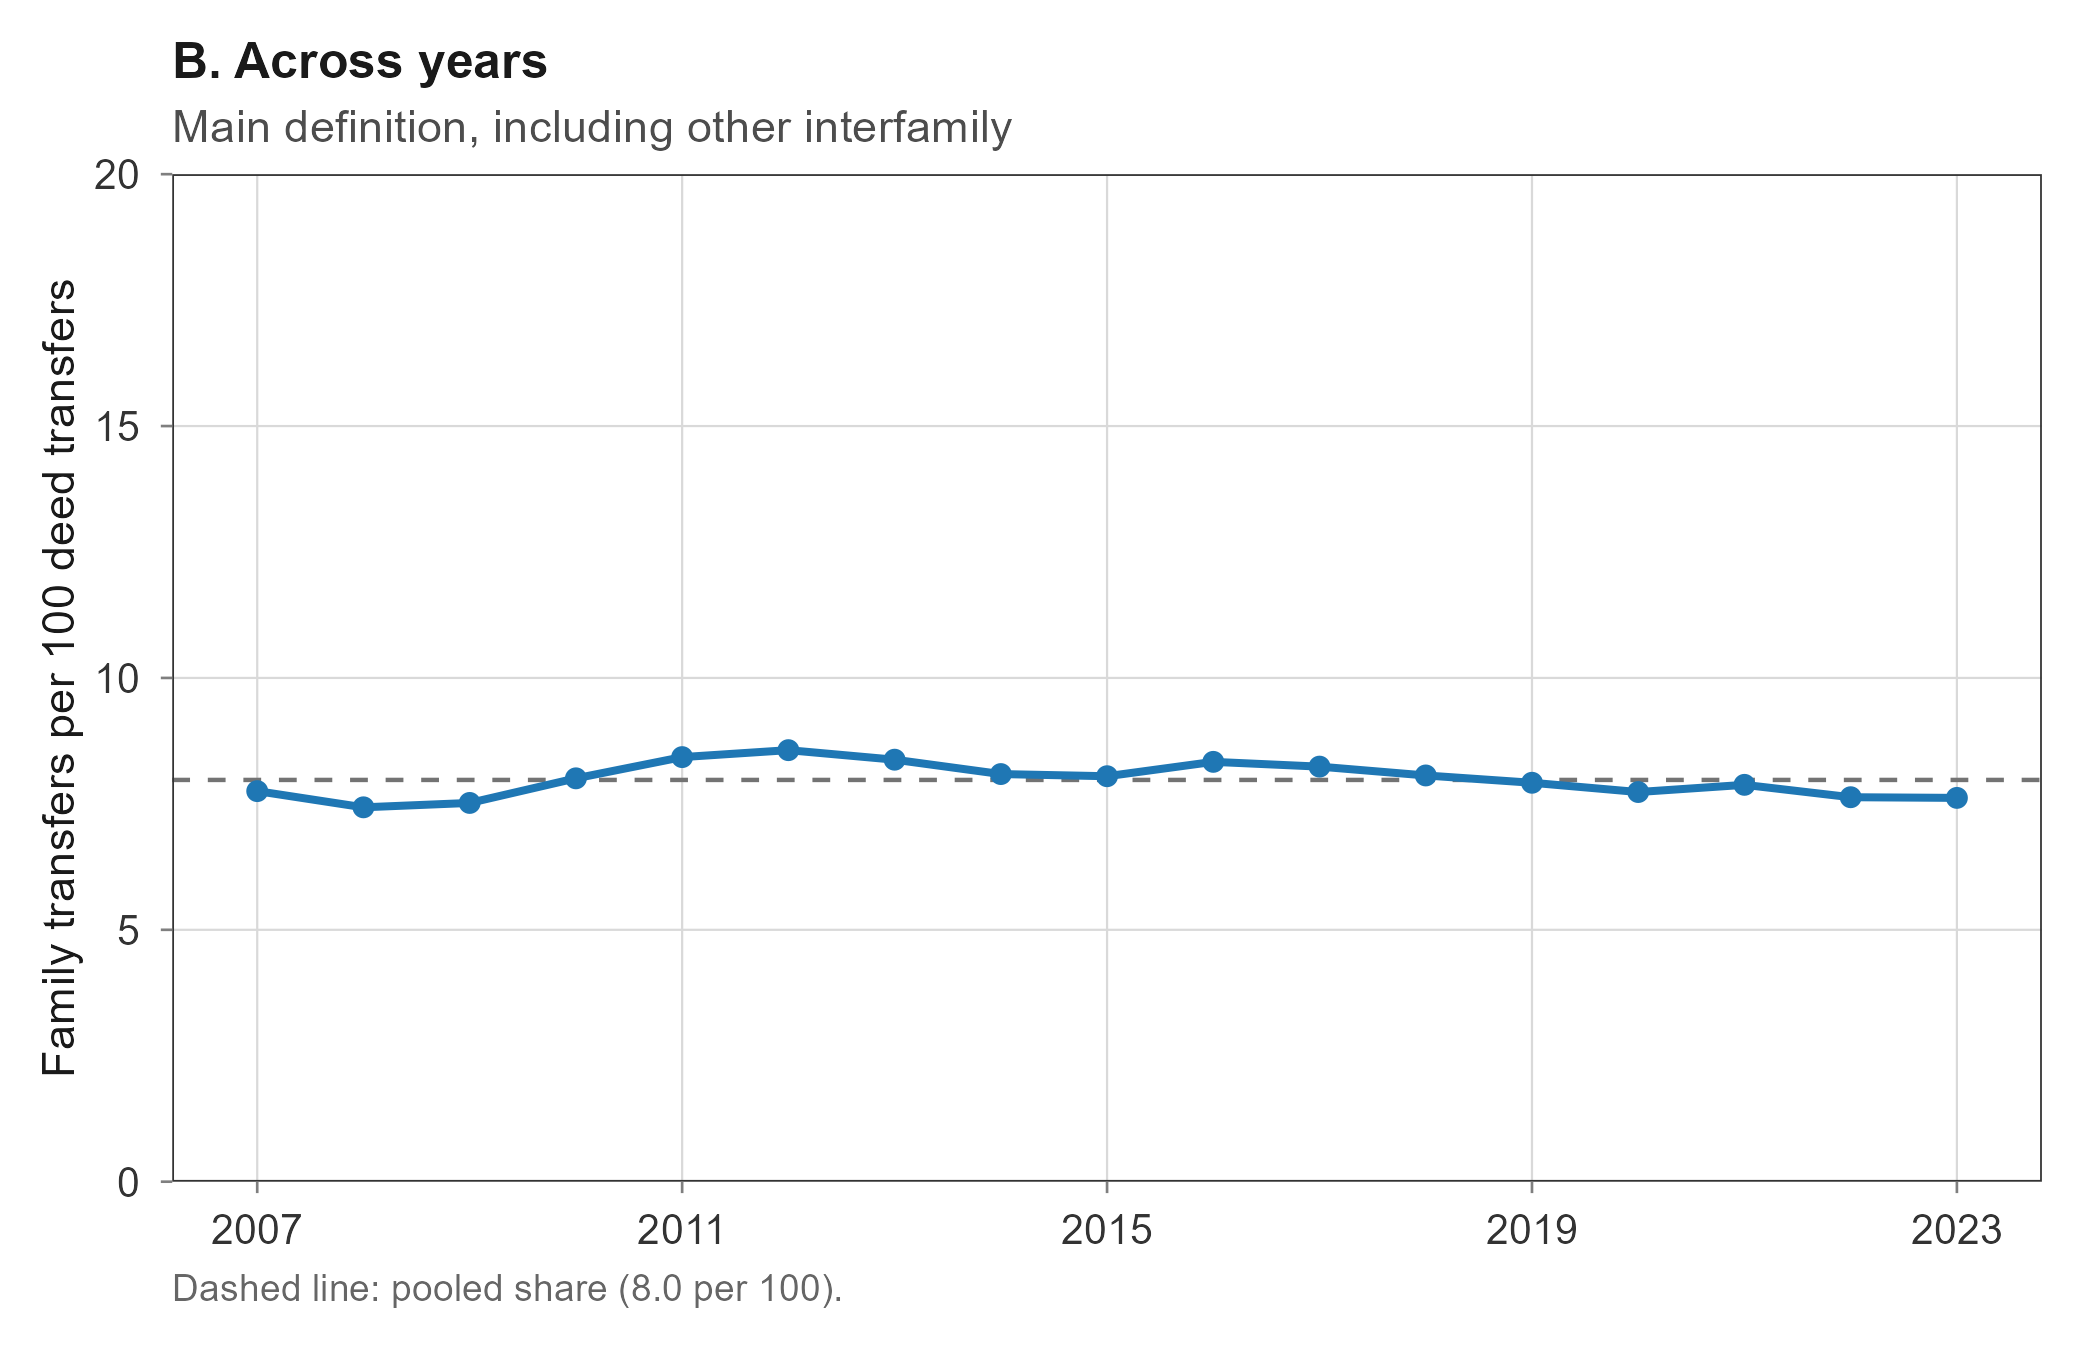 B. Across years
Main definition, including other interfamily
Family transfers per 100 deed transfers
20
15
10
5
0
2007 2011 2015 2019 2023
Dashed line: pooled share (8.0 per 100).